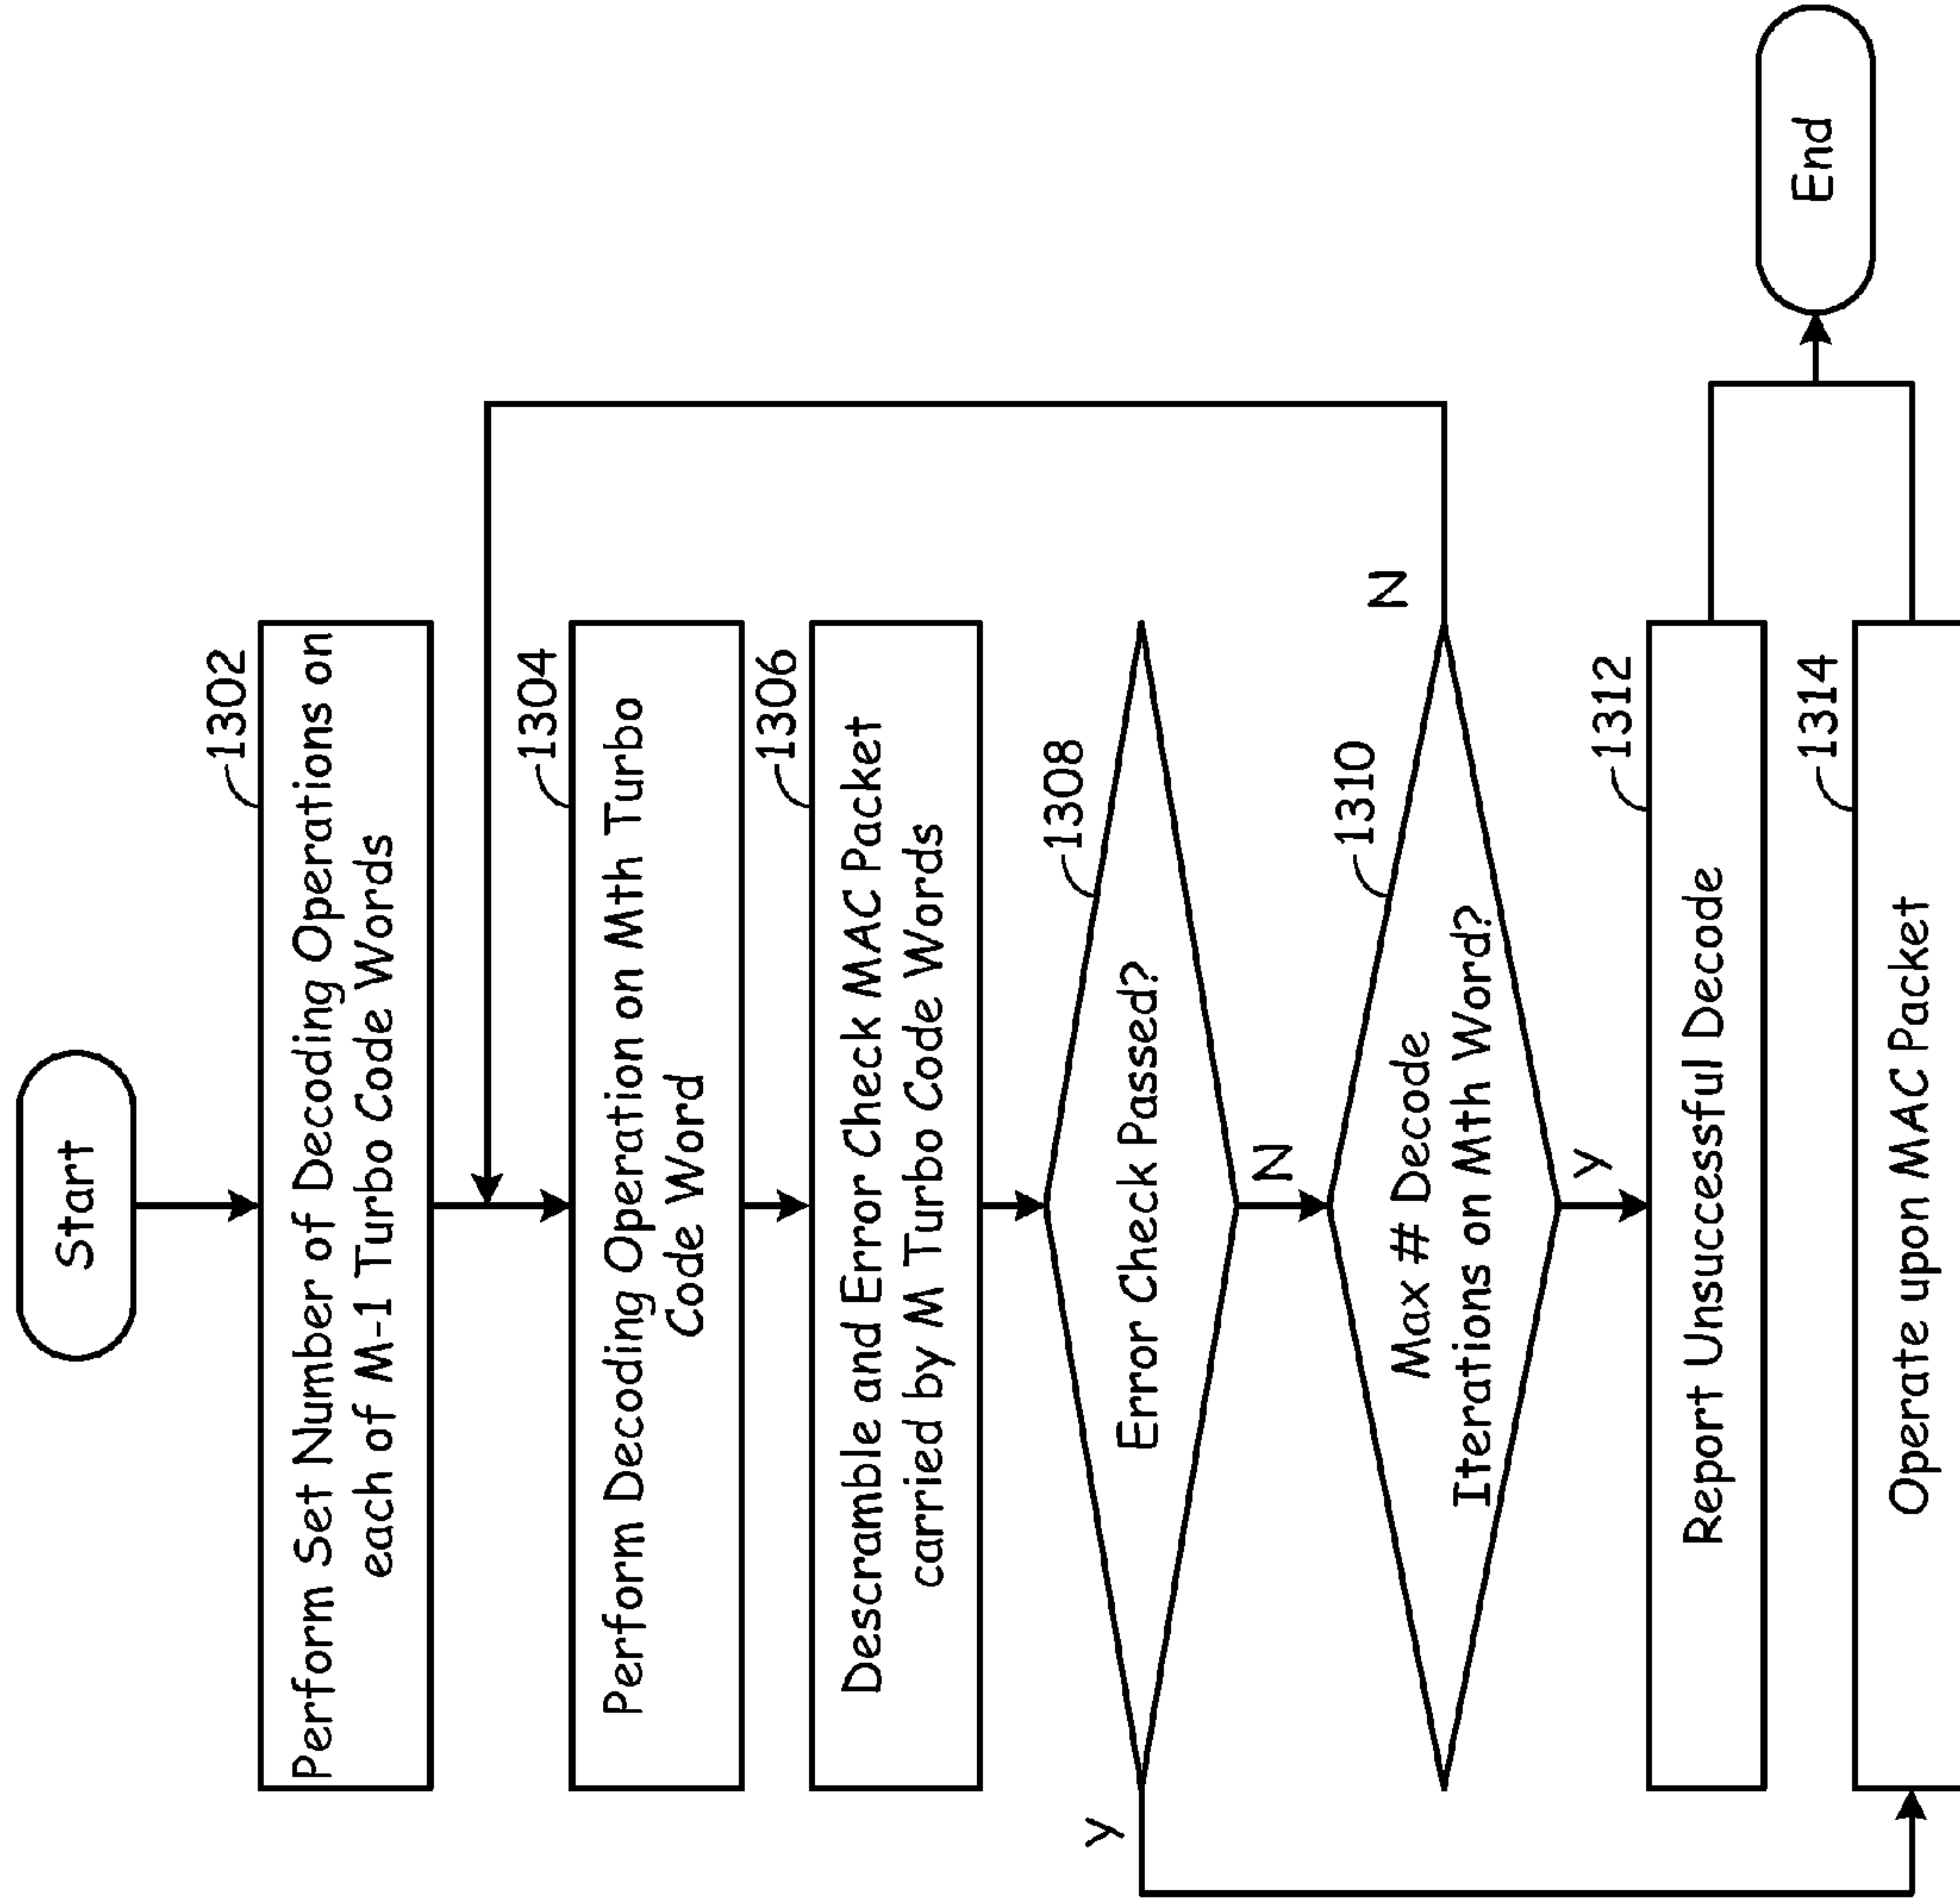 Start
1302
Perform Set Number of Decoding Operations on
each of M-1 Turbo Code Words
1304
Perform Decoding Operation on Mth Turbo
Code Word
1306
Descramble and Error Check MAC Packet
carried by M Turbo Code Words
1308
Error Check Passed?
Y
N
1310
Max # Decode
Iterations on Mth Word?
N
Y
1312
Report Unsuccessful Decode
1314
Operate upon MAC Packet
End